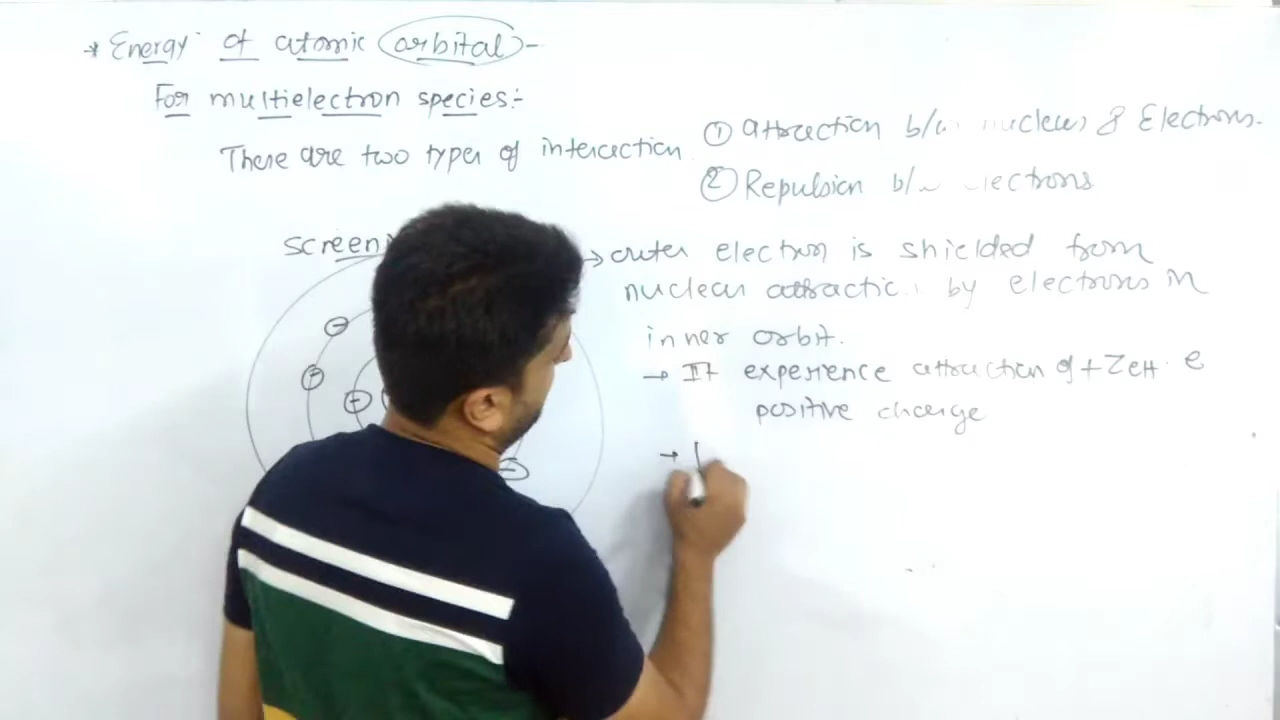 * Energy of atomic orbital -
For multielectron species :-
There are two types of interaction
① attraction b/w nucleus & Electrons.
② Repulsion b/w electrons
screeni
→ outer electron is shielded from
nuclear attraction by electrons in
inner orbit.
→ It experience attraction of + Zeff e
positive charge
→